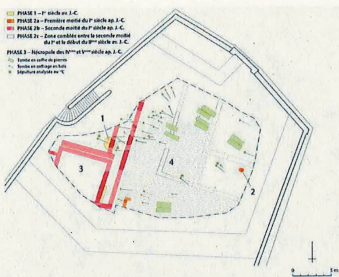 PHASE 1 – Iᵉʳ siècle av. J.-C.
PHASE 2a – Première moitié du Iᵉʳ siècle ap. J.-C.
PHASE 2b – Seconde moitié du Iᵉʳ siècle ap. J.-C.
PHASE 2c – Zone comblée entre la seconde moitié
du Iᵉʳ et le début du IIᵉᵐᵉ siècle ap. J.-C.
PHASE 3 – Nécropole des IVᵉᵐᵉ et Vᵉᵐᵉ siècle ap. J.-C.
Tombe en coffre de pierres
Tombe en coffrage en bois
Sépulture analysée au ¹⁴C
1
2
3
4
0
5 m